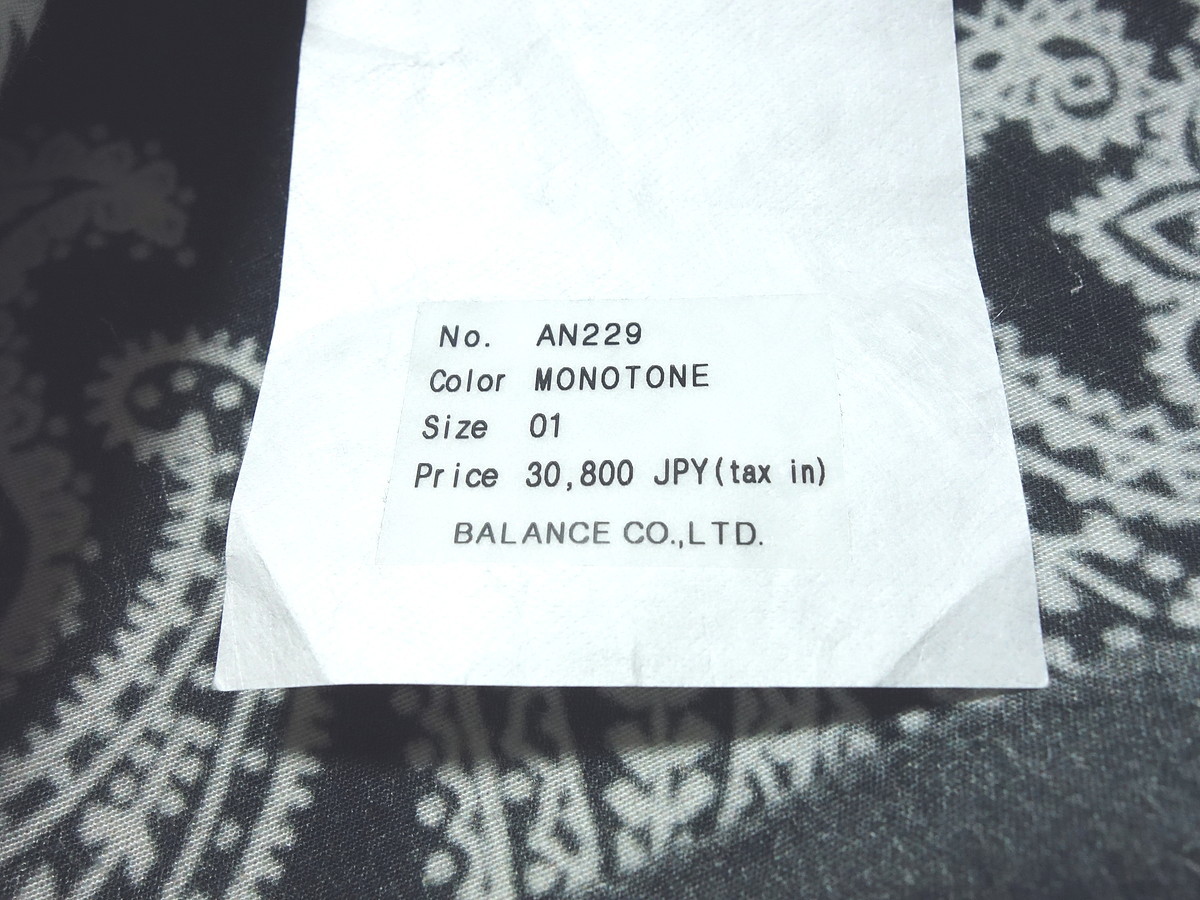 No. AN229
Color MONOTONE
Size 01
Price 30,800 JPY(tax in)
BALANCE CO.,LTD.